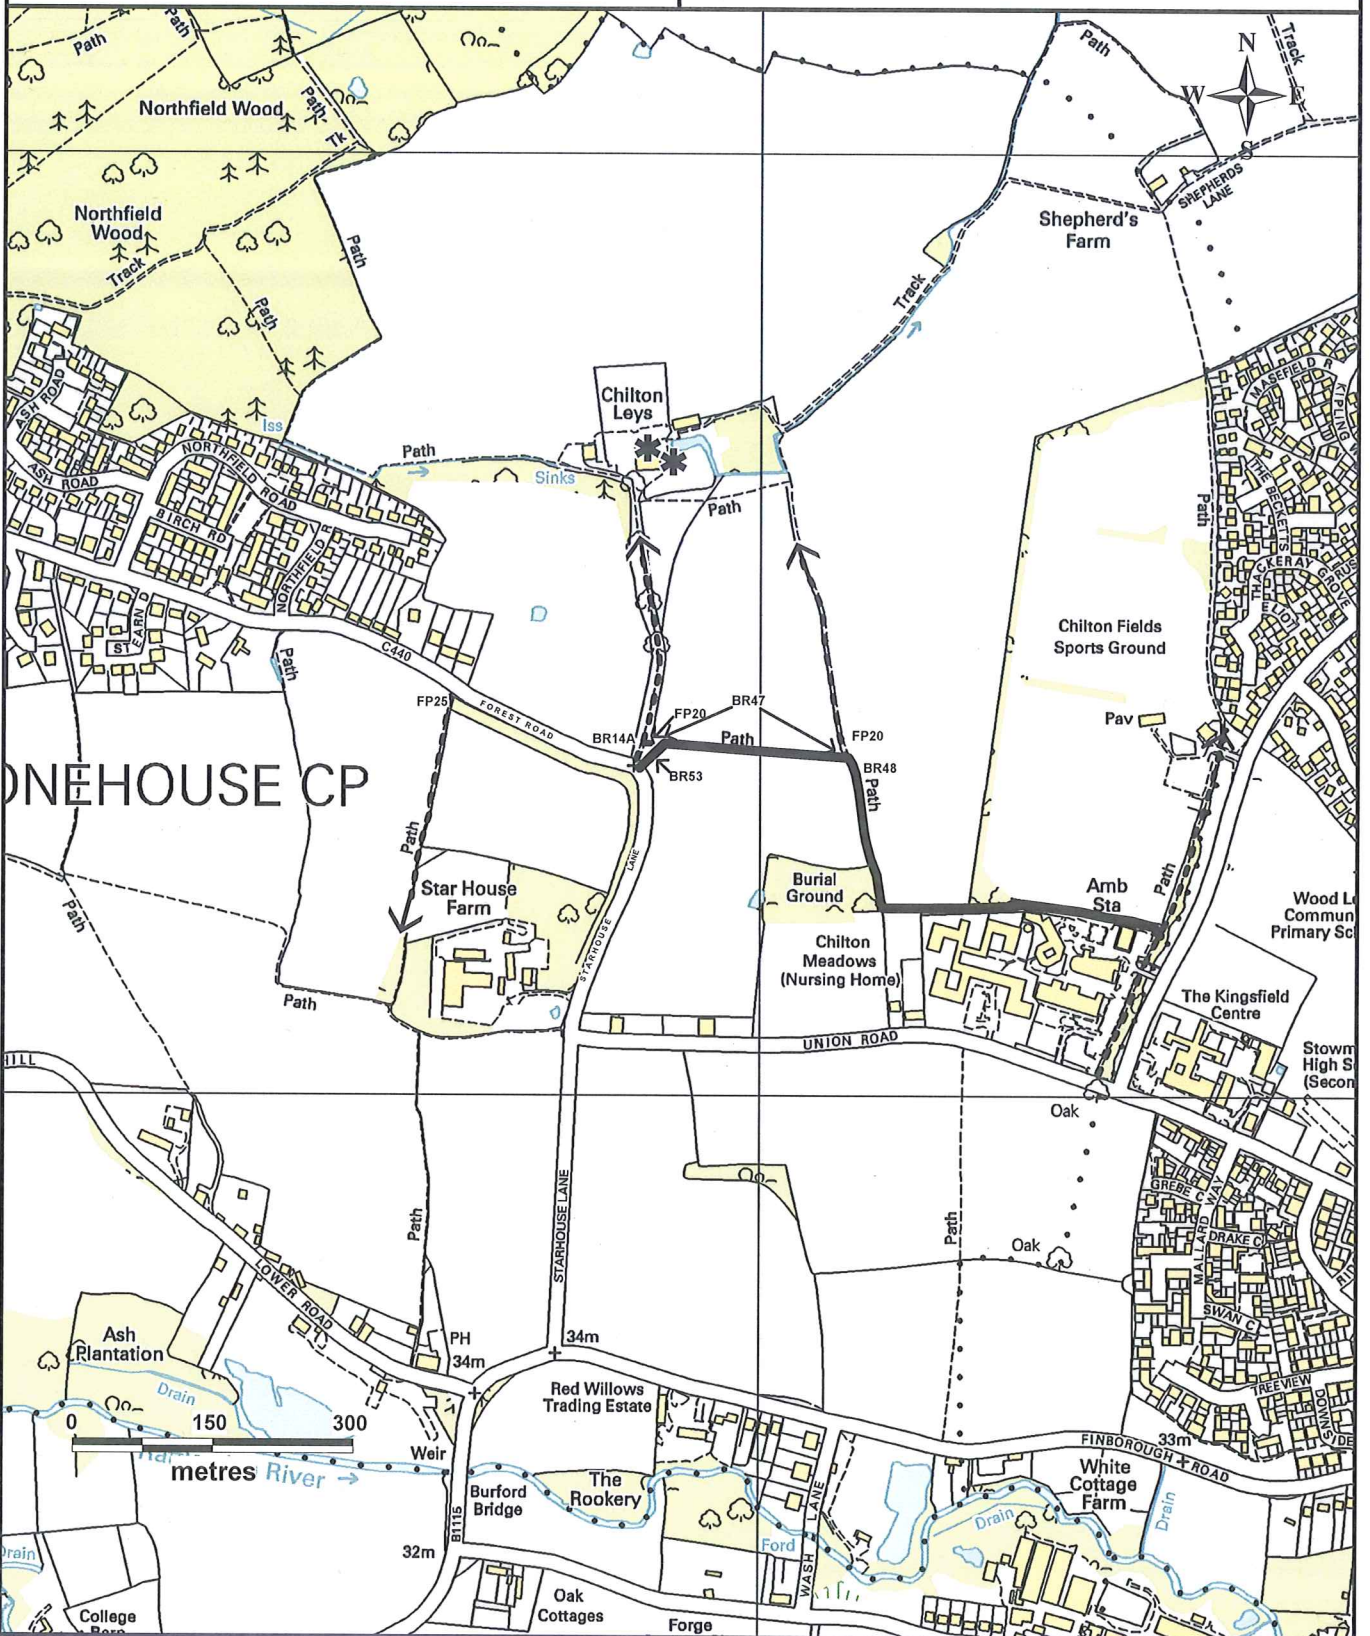 Path
Path
Path
N
Track
Northfield Wood
Path
W
E
Tk
S
SHEPHERDS
LANE
Northfield
Wood
Shepherd's
Farm
Path
Track
Track
Path
MASEFIELD R
KIPLING
ASH ROAD
Chilton
Leys
Iss
NORTHFIELD ROAD
Path
Sinks
THE BECKETTS
ASH ROAD
BIRCH RD
Path
Path
NORTHFIELD R
THACKERAY GROVE
ELIOT
EARN D
ST
Chilton Fields
Sports Ground
C440
Path
FP25
FOREST ROAD
BR47
FP20
Pav
BR14A
Path
FP20
BR53
BR48
ONEHOUSE CP
Path
Path
LANE
STARHOUSE
Star House
Farm
Burial
Ground
Amb
Sta
Path
Path
Wood L
Commun
Primary Sc
Chilton
Meadows
(Nursing Home)
Path
The Kingsfield
Centre
HILL
UNION ROAD
Stowm
High S
(Secon
Oak
GREBE C
MALLARD WAY
Path
STARHOUSE LANE
Path
Oak
DRAKE C
LOWER ROAD
SWAN C
Ash
Plantation
PH
34m
34m
Drain
Red Willows
Trading Estate
TREEVIEW
DOWNS
0 150 300
metres
River
Weir
33m
FINBOROUGH ROAD
White
Cottage
Farm
The
Rookery
Burford
Bridge
WASH LANE
Drain
Drain
B1115
Ford
32m
Drain
Oak
Cottages
College
Forge